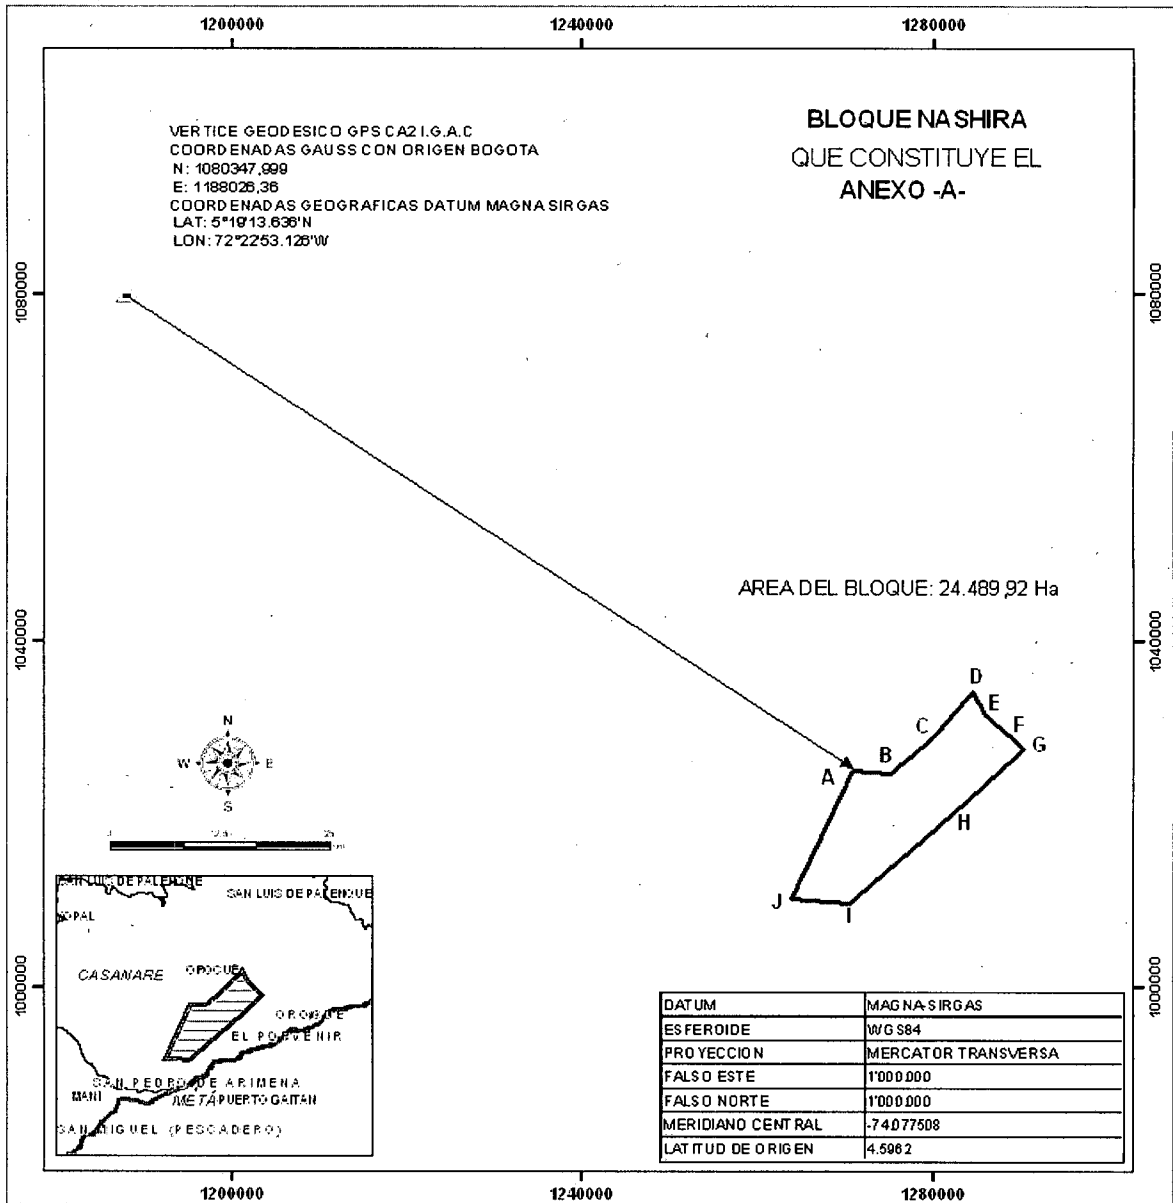 1200000 1240000 1280000
VERTICE GEODESICO GPS CA2 I.G.A.C
COORDENADAS GAUSS CON ORIGEN BOGOTA
N: 1080347,999
E: 1188026,36
COORDENADAS GEOGRAFICAS DATUM MAGNA SIRGAS
LAT: 5°19'13.636'N
LON: 72°22'53.126'W
BLOQUE NASHIRA
QUE CONSTITUYE EL
ANEXO -A-
1080000 1080000
AREA DEL BLOQUE: 24.489,92 Ha
1040000 1040000
D
E
C F
G
B
A
H
J I
N
W E
S
25
SAN LUIS DE PALENQUE
SAN LUIS DE PALENQUE
YOPAL
CASANARE
OROCUE
OROCUE
EL PORVENIR
SAN PEDRO DE ARIMENA
MANI META PUERTO GAITAN
SAN MIGUEL (PESCADERO)
1000000 1000000
DATUM MAGNA-SIRGAS
ESFEROIDE WGS84
PROYECCION MERCATOR TRANSVERSA
FALSO ESTE 1'000.000
FALSO NORTE 1'000.000
MERIDIANO CENTRAL -74.077508
LATITUD DE ORIGEN 4.5962
1200000 1240000 1280000